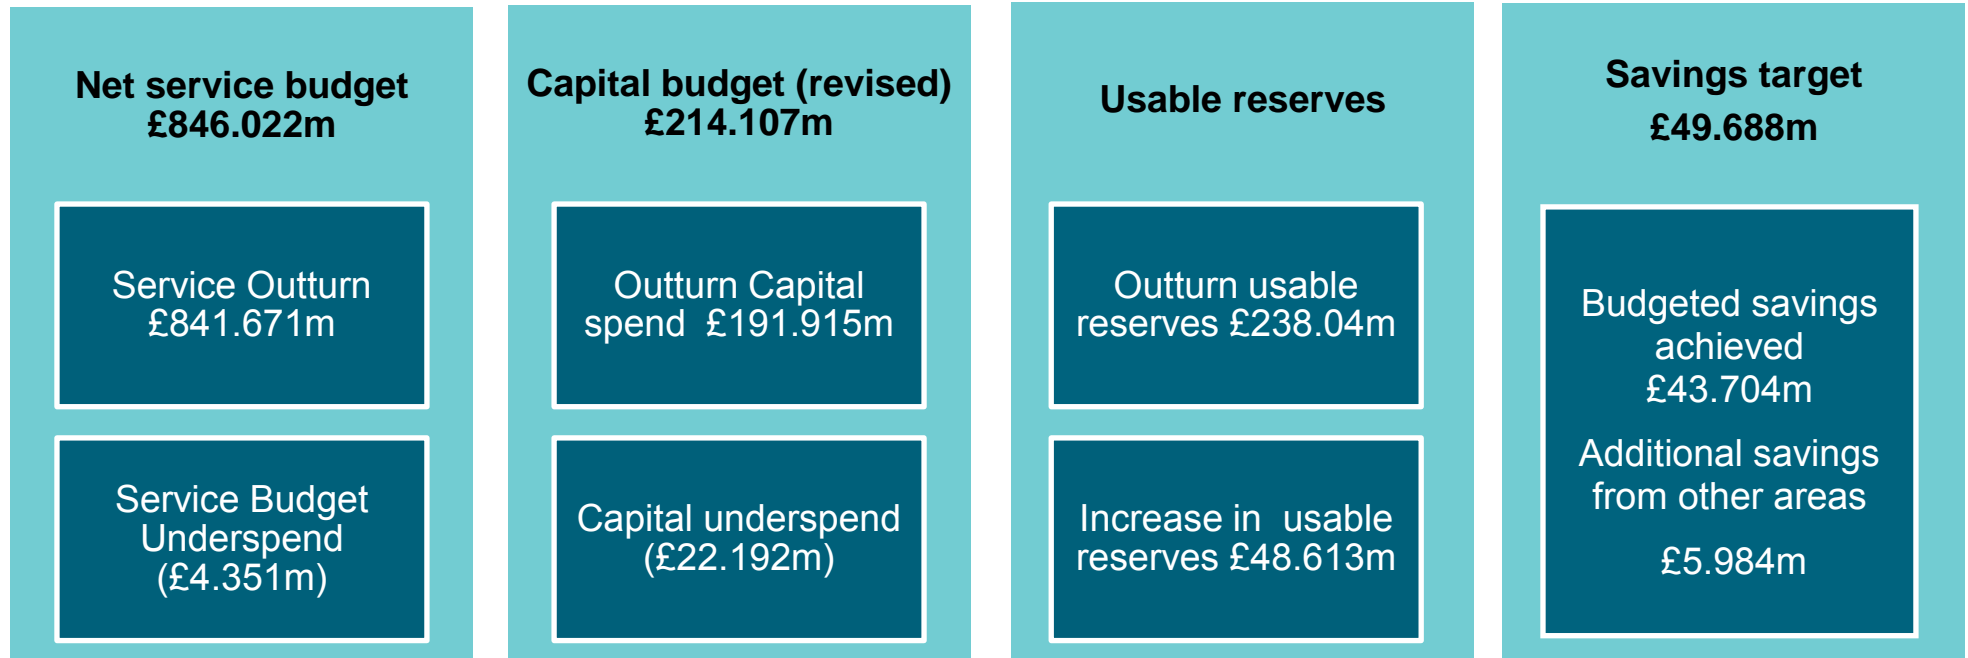 Net service budget
£846.022m
Service Outturn
£841.671m
Service Budget
Underspend
(£4.351m)
Capital budget (revised)
£214.107m
Outturn Capital
spend £191.915m
Capital underspend
(£22.192m)
Usable reserves
Outturn usable
reserves £238.04m
Increase in usable
reserves £48.613m
Savings target
£49.688m
Budgeted savings
achieved
£43.704m
Additional savings
from other areas
£5.984m